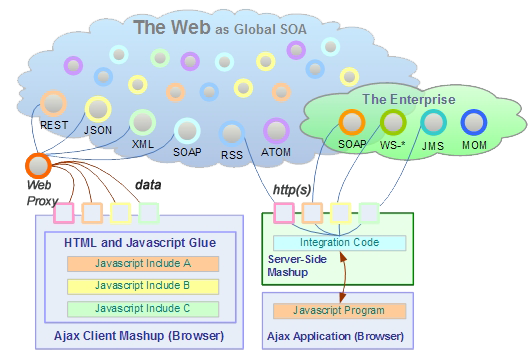 The Web as Global SOA
The Enterprise
REST
JSON
XML
SOAP
RSS
ATOM
SOAP
WS-*
JMS
MOM
Web
Proxy
data
http(s)
HTML and Javascript Glue
Javascript Include A
Javascript Include B
Javascript Include C
Ajax Client Mashup (Browser)
Integration Code
Server-Side
Mashup
Javascript Program
Ajax Application (Browser)